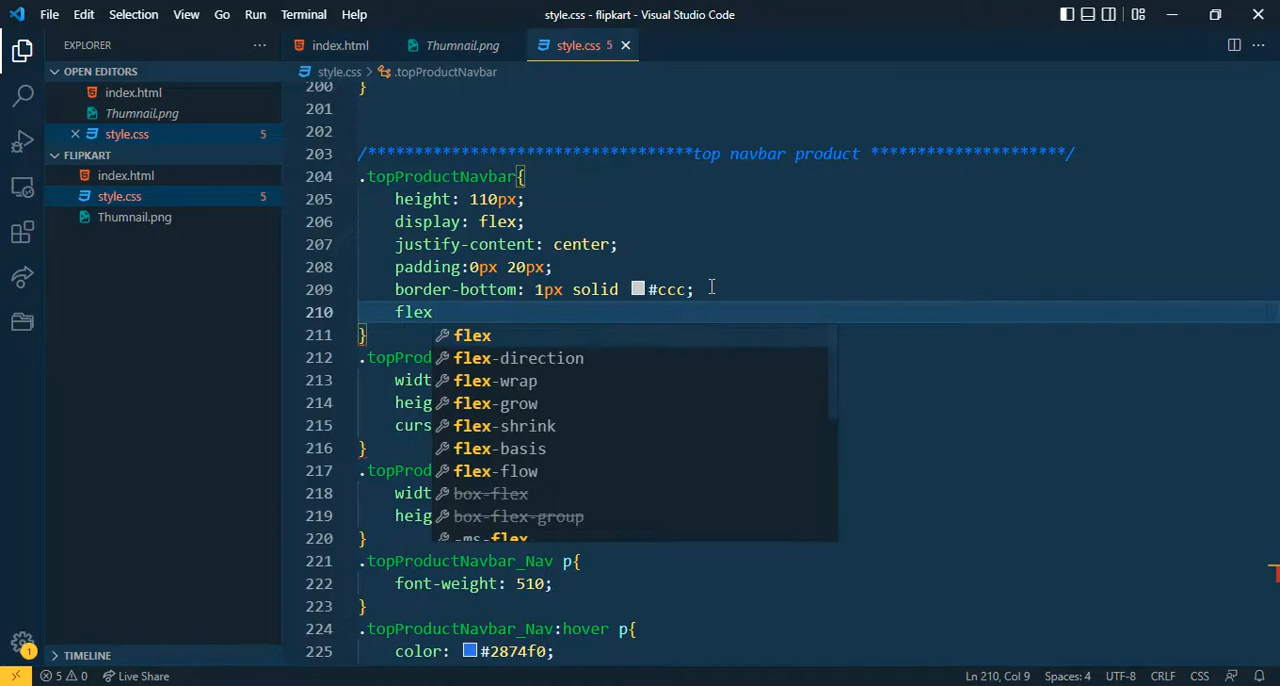 File Edit Selection View Go Run Terminal Help style.css - flipkart - Visual Studio Code
EXPLORER ··· index.html Thumnail.png style.css 5
OPEN EDITORS
index.html
Thumnail.png
style.css 5
FLIPKART
index.html
style.css 5
Thumnail.png
TIMELINE
style.css > .topProductNavbar
200 }
201
202
203 /***********************************top navbar product *********************/
204 .topProductNavbar{
205 height: 110px;
206 display: flex;
207 justify-content: center;
208 padding:0px 20px;
209 border-bottom: 1px solid #ccc;
210 flex
211 } flex
212 .topProd flex-direction
213 widt flex-wrap
214 heig flex-grow
215 curs flex-shrink
216 } flex-basis
217 .topProd flex-flow
218 widt box-flex
219 heig box-flex-group
220 } -ms-flex
221 .topProductNavbar_Nav p{
222 font-weight: 510;
223 }
224 .topProductNavbar_Nav:hover p{
225 color: #2874f0;
1
5 0 Live Share Ln 210, Col 9 Spaces: 4 UTF-8 CRLF CSS